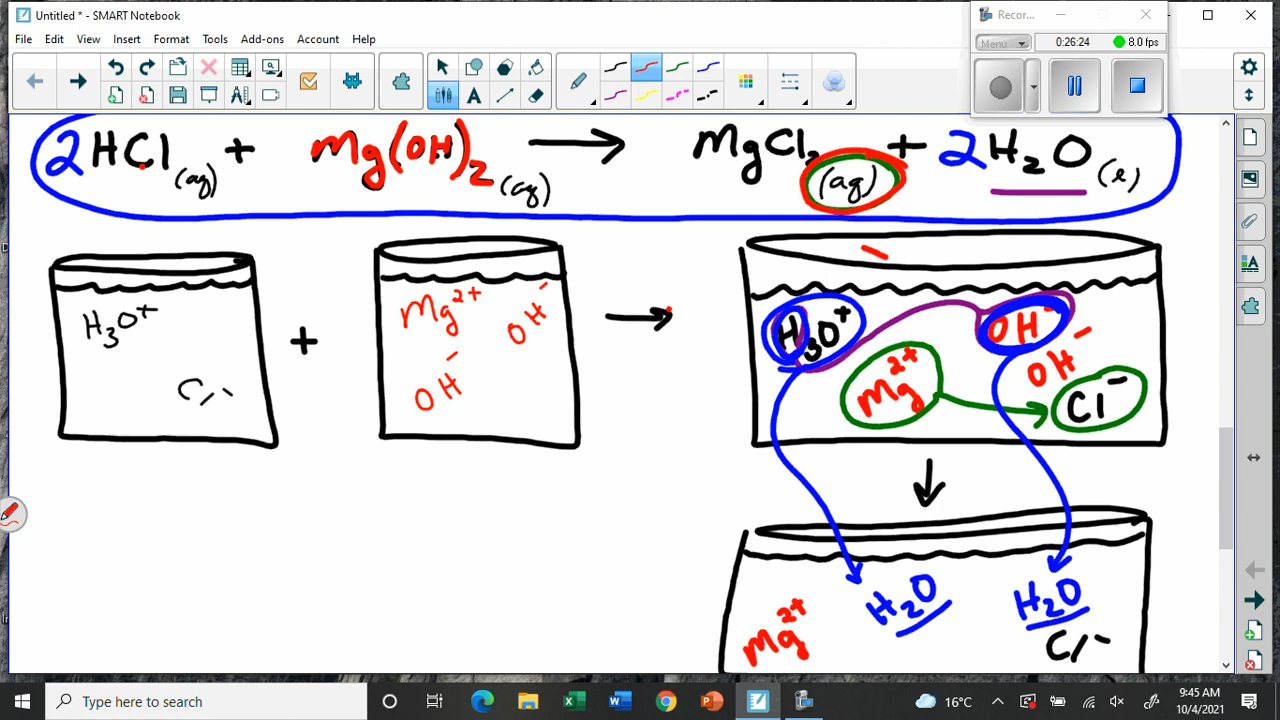 Untitled * - SMART Notebook
Recor...
File Edit View Insert Format Tools Add-ons Account Help
Menu 0:26:24 8.0 fps
2HCl(aq) + Mg(OH)₂(aq) → MgCl₂(aq) + 2H₂O(l)
H₃O⁺
Cl⁻
+
Mg²⁺
OH⁻
OH⁻
→
H₃O⁺
OH⁻
Mg²⁺
OH⁻
Cl⁻
H₂O
H₂O
Mg²⁺
Cl⁻
Type here to search
16°C
9:45 AM
10/4/2021